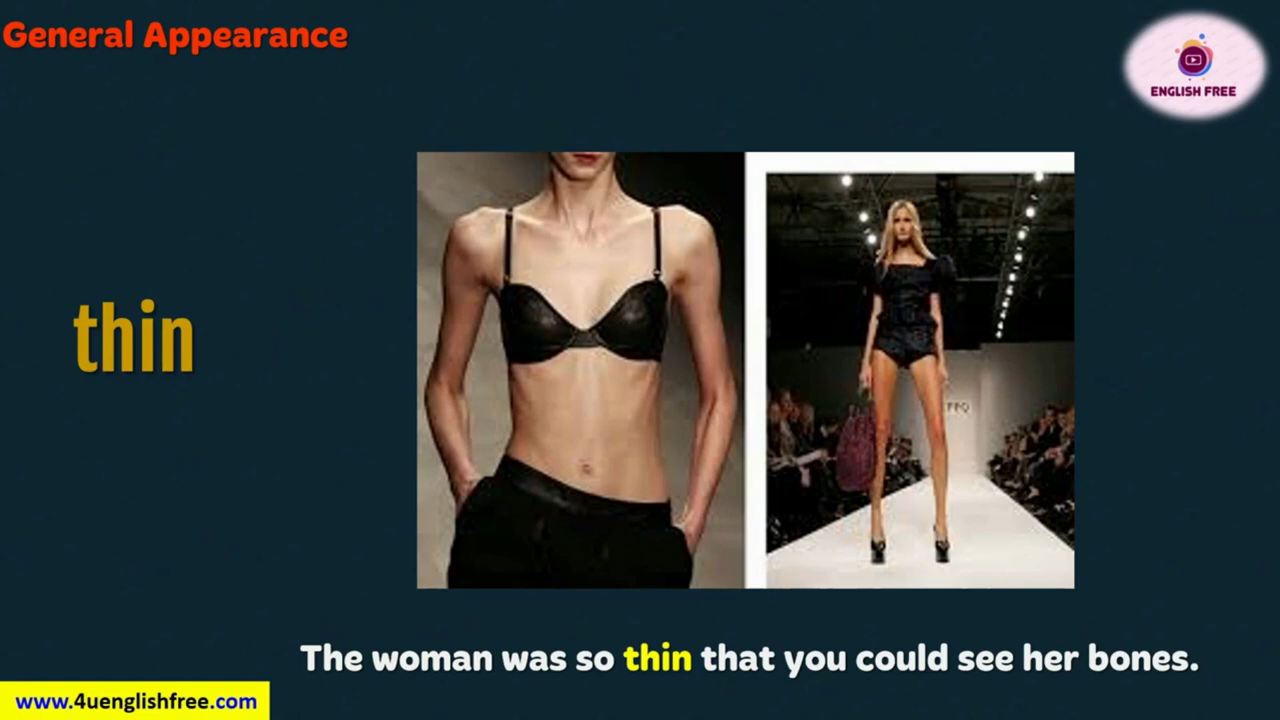 General Appearance
ENGLISH FREE
thin
The woman was so thin that you could see her bones.
www.4uenglishfree.com